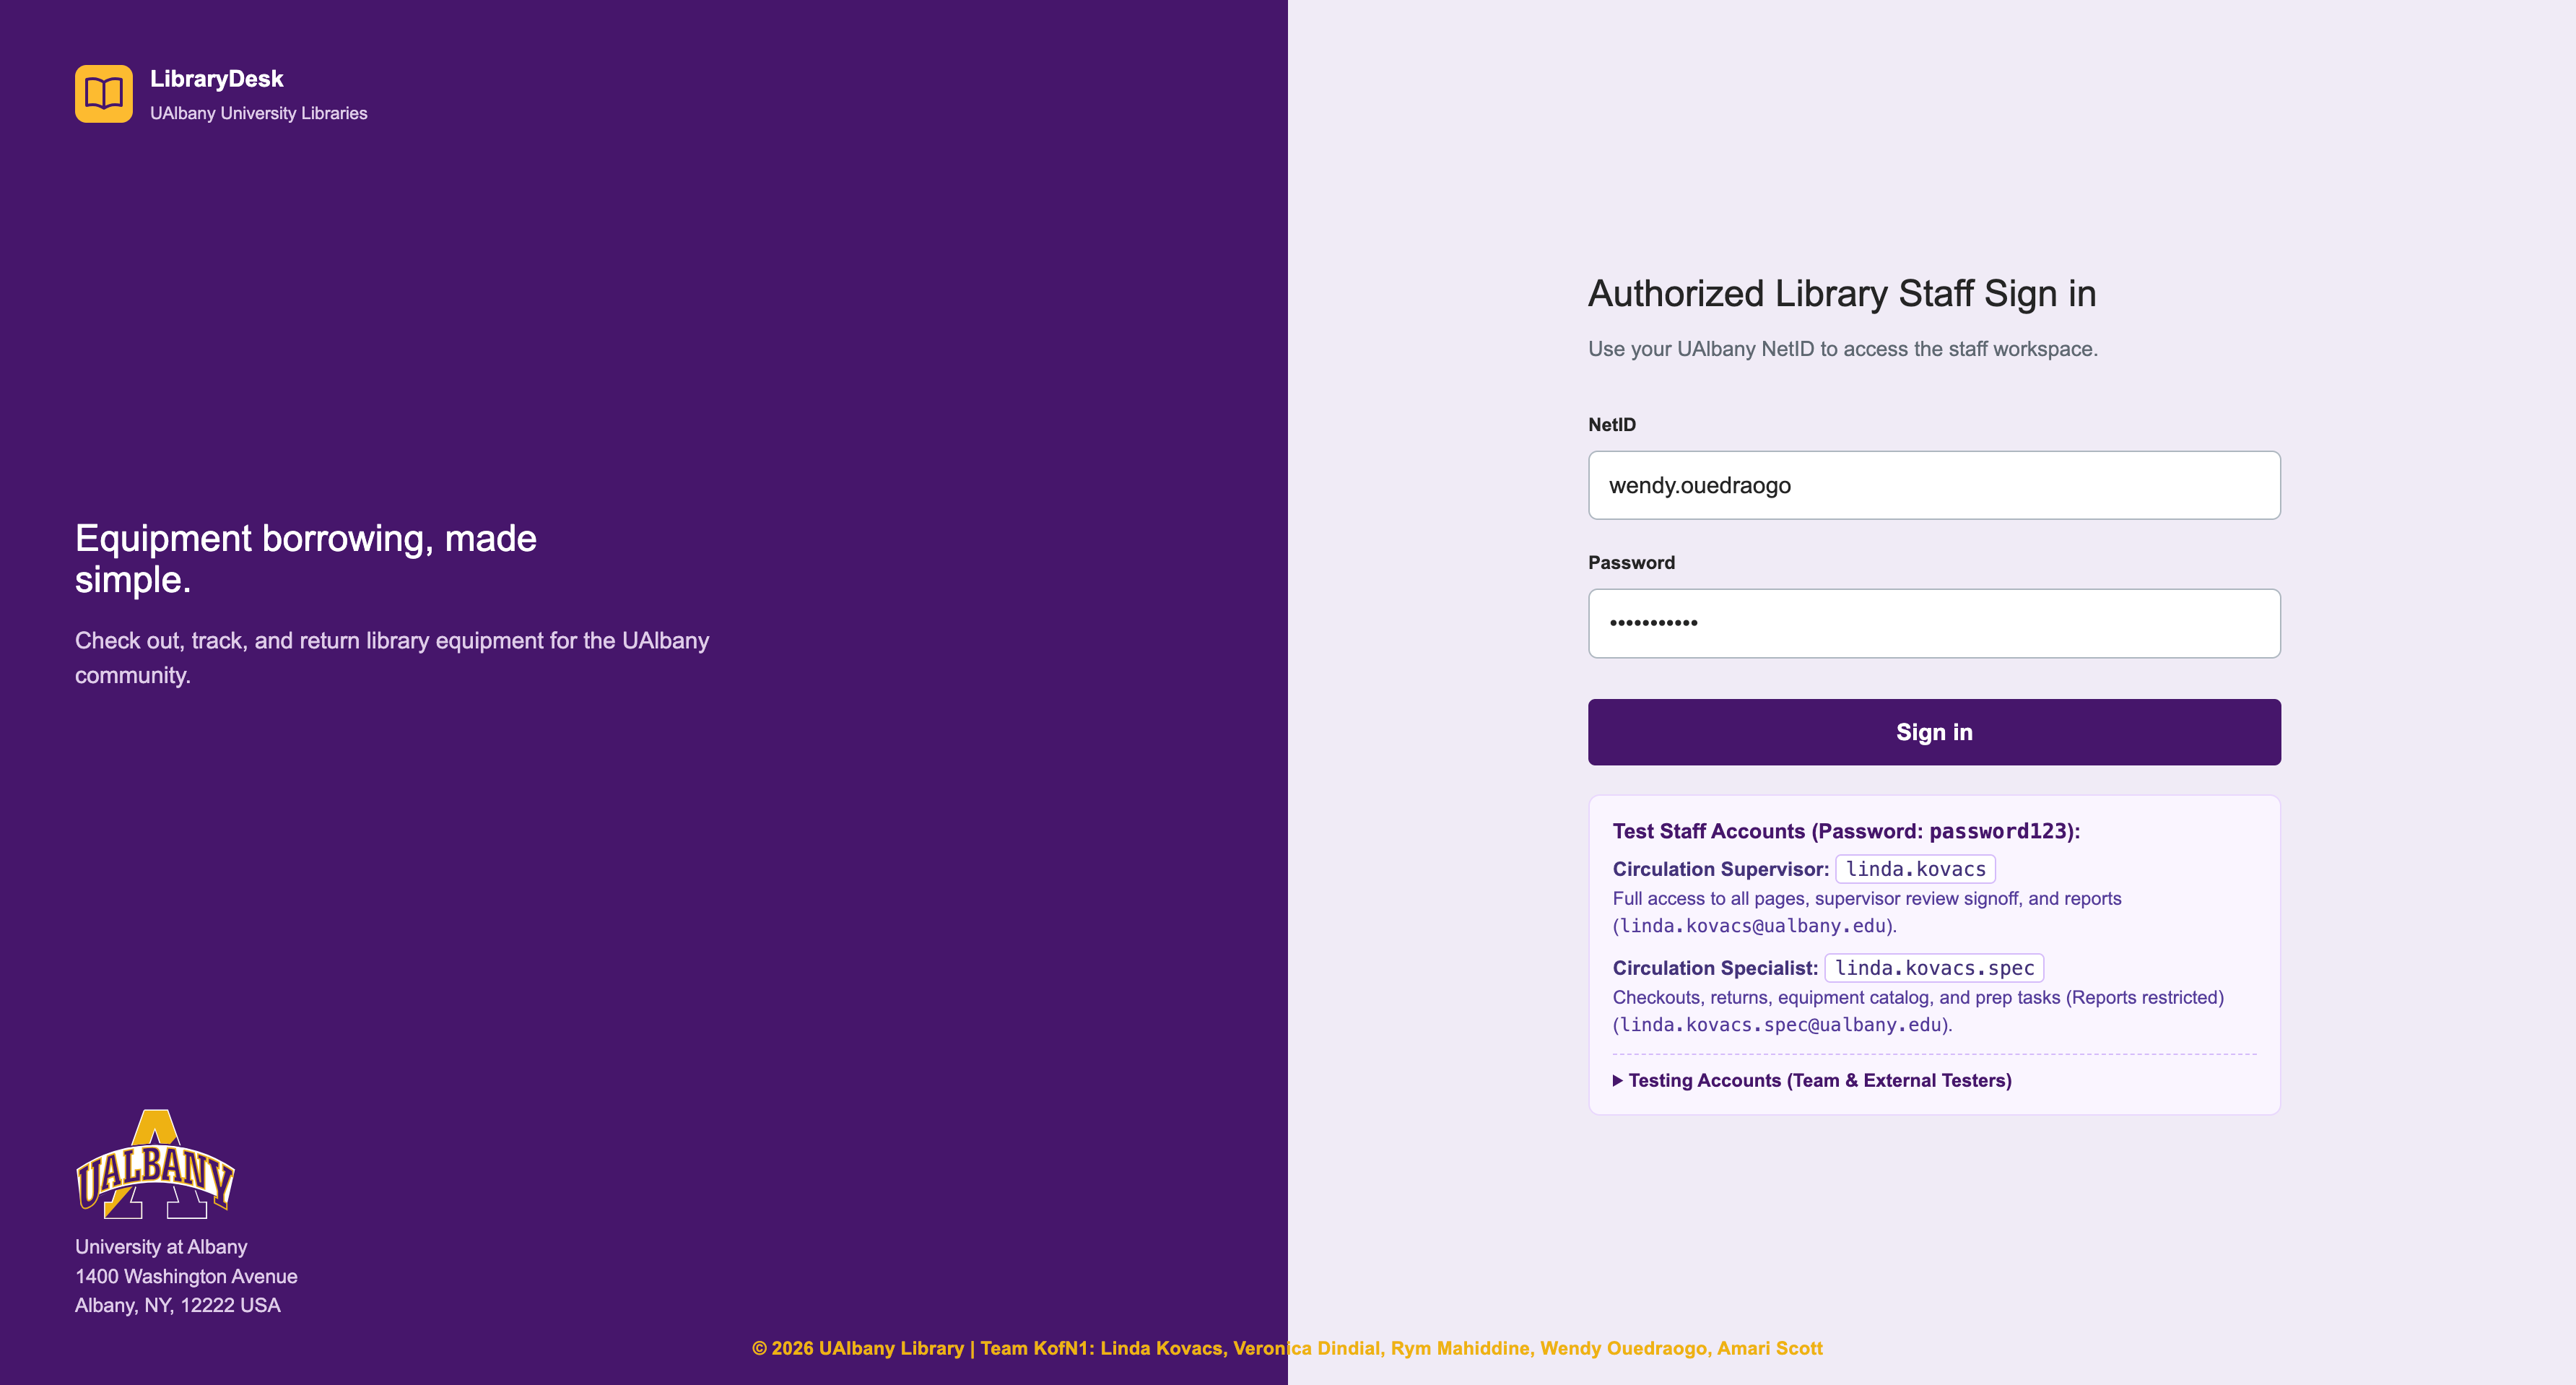 LibraryDesk
UAlbany University Libraries
Equipment borrowing, made
simple.
Check out, track, and return library equipment for the UAlbany
community.
UALBANY
University at Albany
1400 Washington Avenue
Albany, NY, 12222 USA
Authorized Library Staff Sign in
Use your UAlbany NetID to access the staff workspace.
NetID
wendy.ouedraogo
Password
•••••••••••
Sign in
Test Staff Accounts (Password: password123):
Circulation Supervisor: linda.kovacs
Full access to all pages, supervisor review signoff, and reports
(linda.kovacs@ualbany.edu).
Circulation Specialist: linda.kovacs.spec
Checkouts, returns, equipment catalog, and prep tasks (Reports restricted)
(linda.kovacs.spec@ualbany.edu).
▶ Testing Accounts (Team & External Testers)
© 2026 UAlbany Library | Team KofN1: Linda Kovacs, Veronica Dindial, Rym Mahiddine, Wendy Ouedraogo, Amari Scott